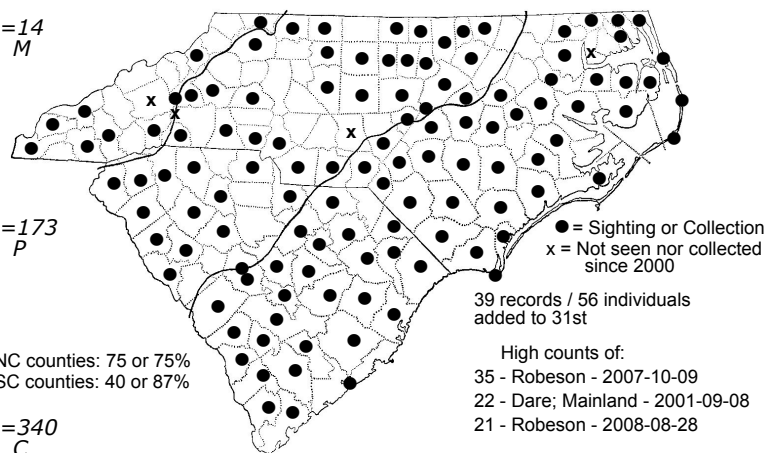 =14
M
x
x
x
x
=173
P
● = Sighting or Collection
x = Not seen nor collected
since 2000
39 records / 56 individuals
added to 31st
NC counties: 75 or 75%
SC counties: 40 or 87%
High counts of:
35 - Robeson - 2007-10-09
22 - Dare; Mainland - 2001-09-08
21 - Robeson - 2008-08-28
=340
C